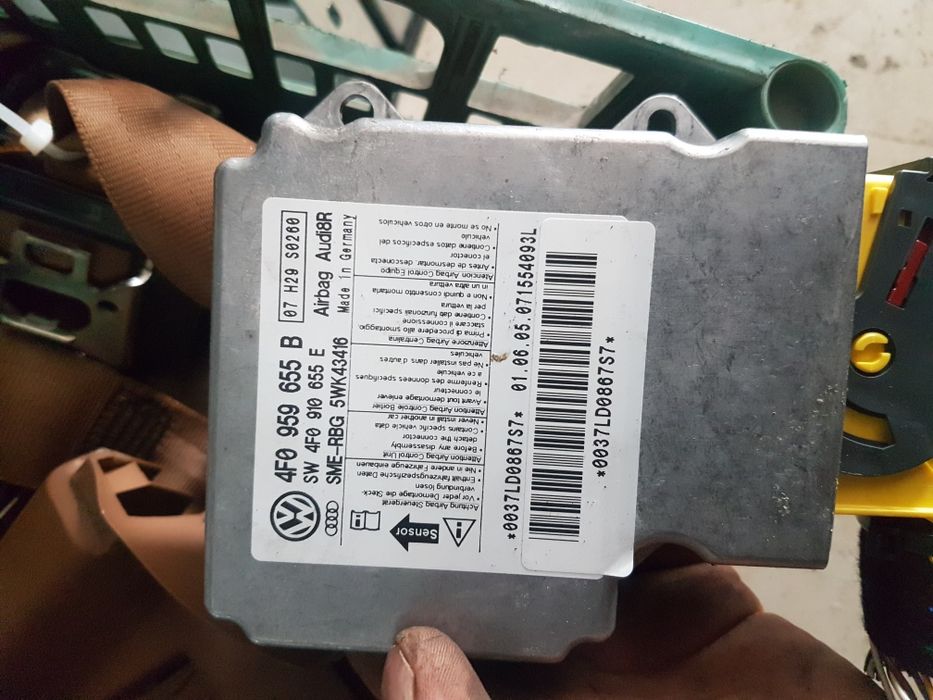 4F0 959 655 B
07 H29 S0260
SW 4F0 910 655 E
Airbag Audi8R
SME-RBG 5WK43416
Made in Germany
Sensor
Achtung Airbag Steuergerät
• Vor jeder Demontage die Steck-
verbindung lösen
• Enthält fahrzeugspezifische Daten
• Nie in andere Fahrzeuge einbauen
Attention Airbag Control Unit
• Before any disassembly
detach the connector
• Contains specific vehicle data
• Never install in another car
Attention Airbag Controle Boitier
• Avant tout demontage enlever
le connecteur
• Renferme des données specifiques
a ce vehicule
• Ne pas installer dans d'autres
vehicules
Attenzione Airbag Centralina
• Prima di procedere allo smontaggio,
staccare il connessione
• Contiene dati funzionali specifici
per la vettura
• Non e quindi consentito montarla
in un altra vettura
Atencion Airbag Control Equipo
• Antes de desmontar, desconecta
el conector
• Contiene datos especificos del
vehiculo
• No se monte en otros vehiculos
*0037LD0867S7* 01.06.05.071554093L
*0037LD0867S7*